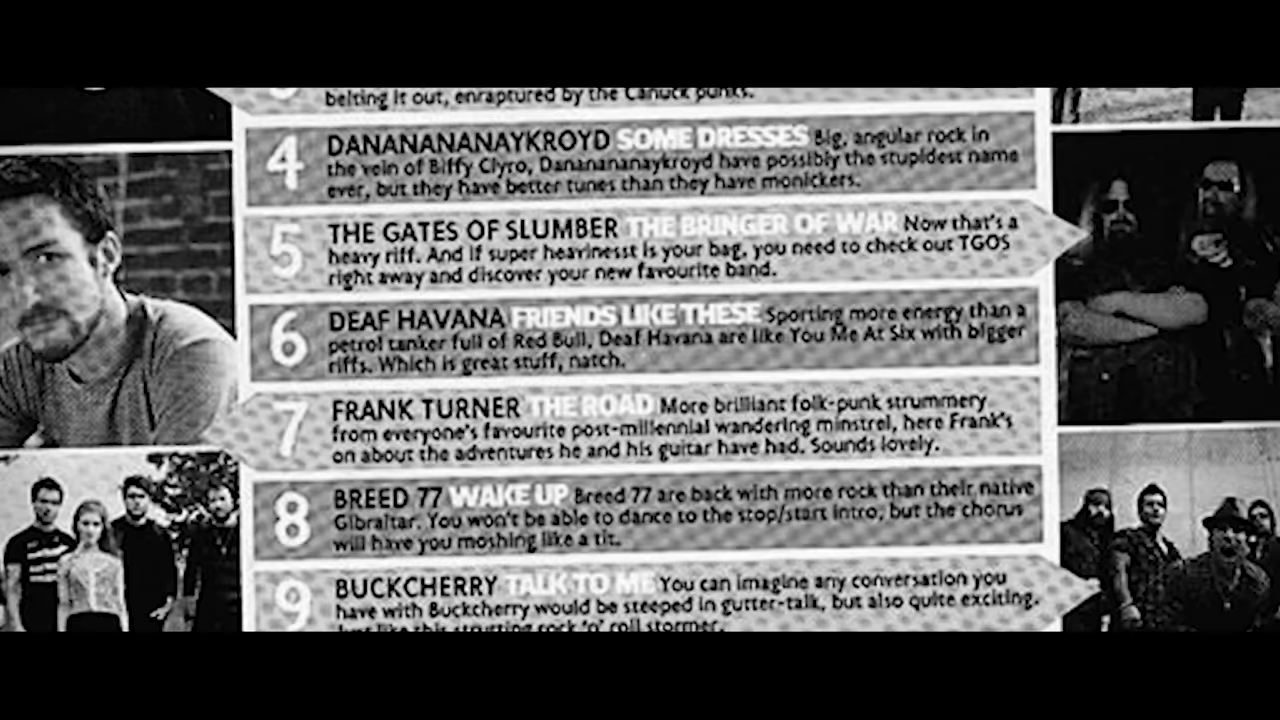 belting it out, enraptured by the Canuck punks.
4 DANANANANAYKROYD SOME DRESSES Big, angular rock in
the vein of Biffy Clyro, Danananananaykroyd have possibly the stupidest name
ever, but they have better tunes than they have monickers.
5 THE GATES OF SLUMBER THE BRINGER OF WAR Now that's a
heavy riff. And if super heavinesst is your bag, you need to check out TGOS
right away and discover your new favourite band.
6 DEAF HAVANA FRIENDS LIKE THESE Sporting more energy than a
petrol tanker full of Red Bull, Deaf Havana are like You Me At Six with bigger
riffs. Which is great stuff, natch.
7 FRANK TURNER THE ROAD More brilliant folk-punk strummery
from everyone's favourite post-millennial wandering minstrel, here Frank's
on about the adventures he and his guitar have had. Sounds lovely.
8 BREED 77 WAKE UP Breed 77 are back with more rock than their native
Gibraltar. You won't be able to dance to the stop/start intro, but the chorus
will have you moshing like a tit.
9 BUCKCHERRY TALK TO ME You can imagine any conversation you
have with Buckcherry would be steeped in gutter-talk, but also quite exciting.
Just like this strutting rock 'n' roll stormer.